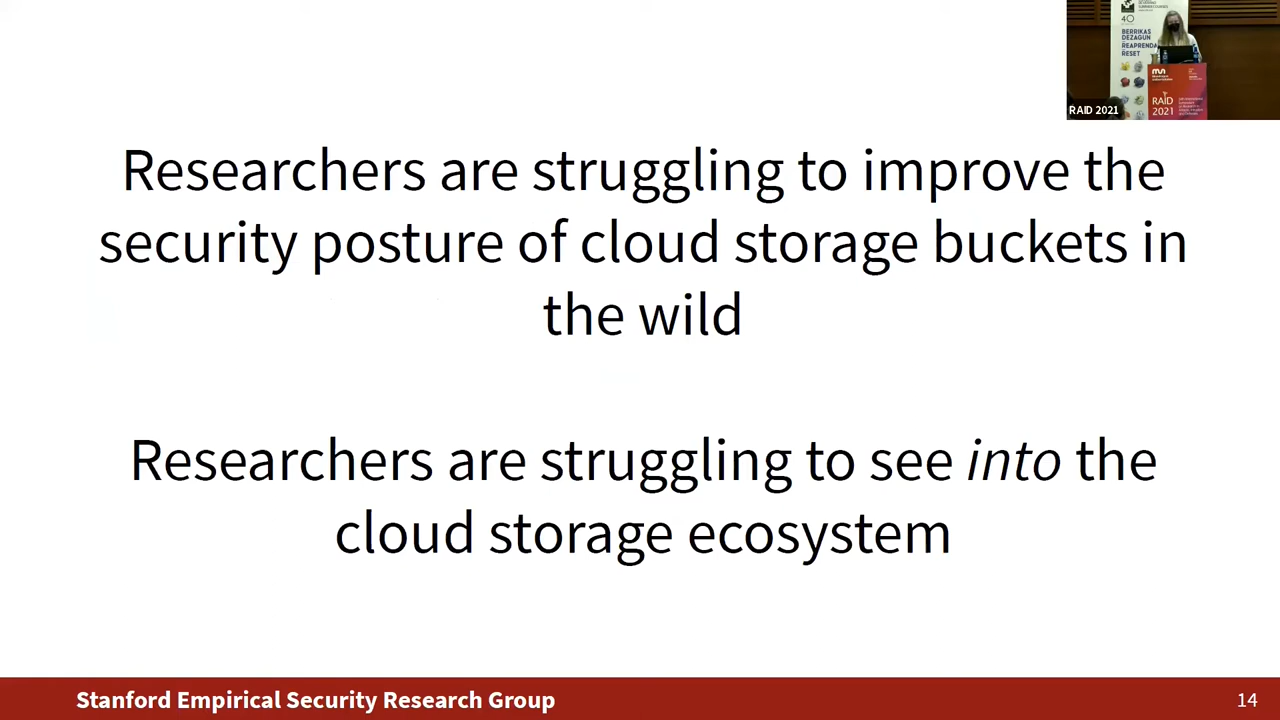 40
BERRIKAS
DEZAGUN
REAPRENDA
RESET
RAID
2021
RAID 2021
Researchers are struggling to improve the
security posture of cloud storage buckets in
the wild
Researchers are struggling to see into the
cloud storage ecosystem
Stanford Empirical Security Research Group
14